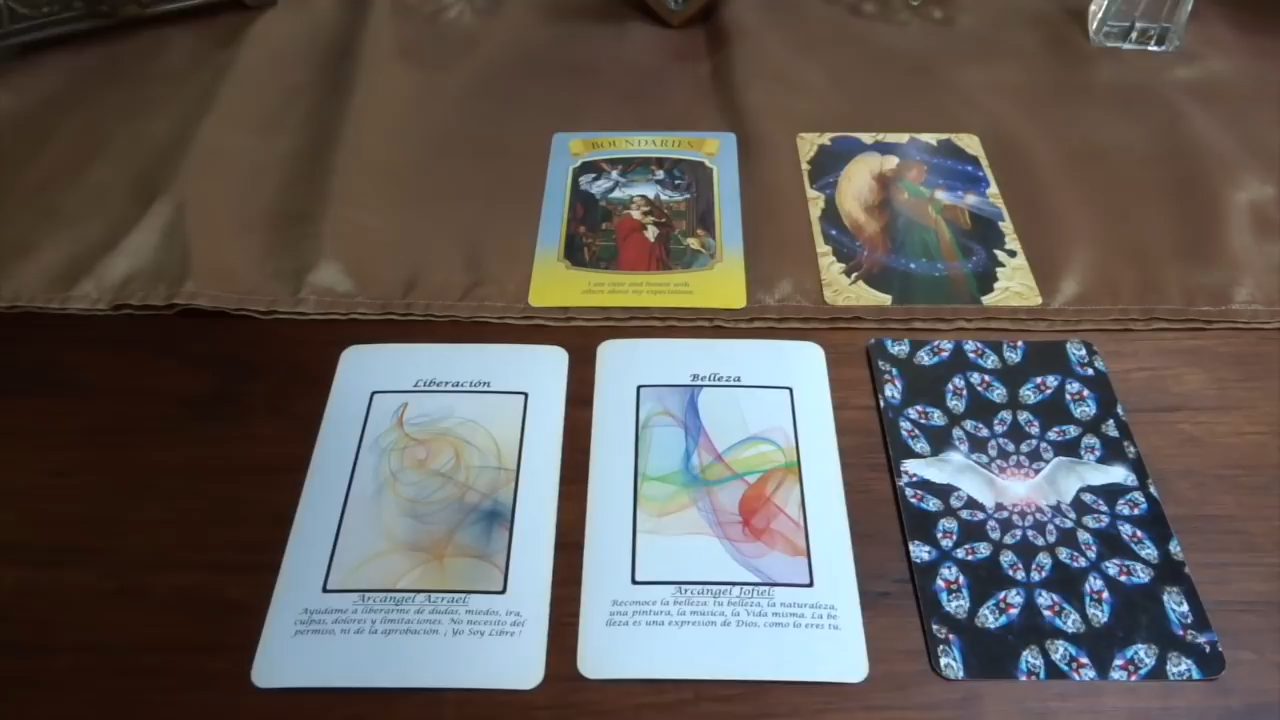 BOUNDARIES
I am clear and honest with
others about my expectations.
Liberación
Arcángel Azrael:
Ayúdame a liberarme de dudas, miedos, ira,
culpas, dolores y limitaciones. No necesito del
permiso, ni de la aprobación. ¡ Yo Soy Libre !
Belleza
Arcángel Jofiel:
Reconoce la belleza: tu belleza, la naturaleza,
una pintura, la música, la Vida misma. La be-
lleza es una expresión de Dios, como lo eres tu.